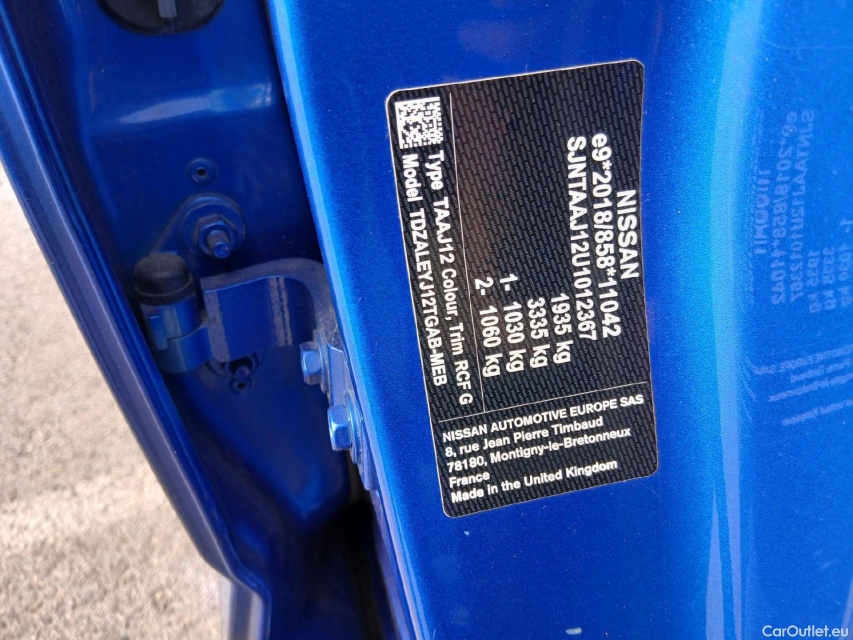 NISSAN
e9*2018/858*11042
SJNTAAJ12U1012367
1935 kg
3335 kg
1- 1030 kg
2- 1060 kg
Type TAAJ12 Colour, Trim RCF G
Model TDZALEYJ12TGAB-MEB
NISSAN AUTOMOTIVE EUROPE SAS
8, rue Jean Pierre Timbaud
78180, Montigny-le-Bretonneux
France
Made in the United Kingdom
CarOutlet.eu